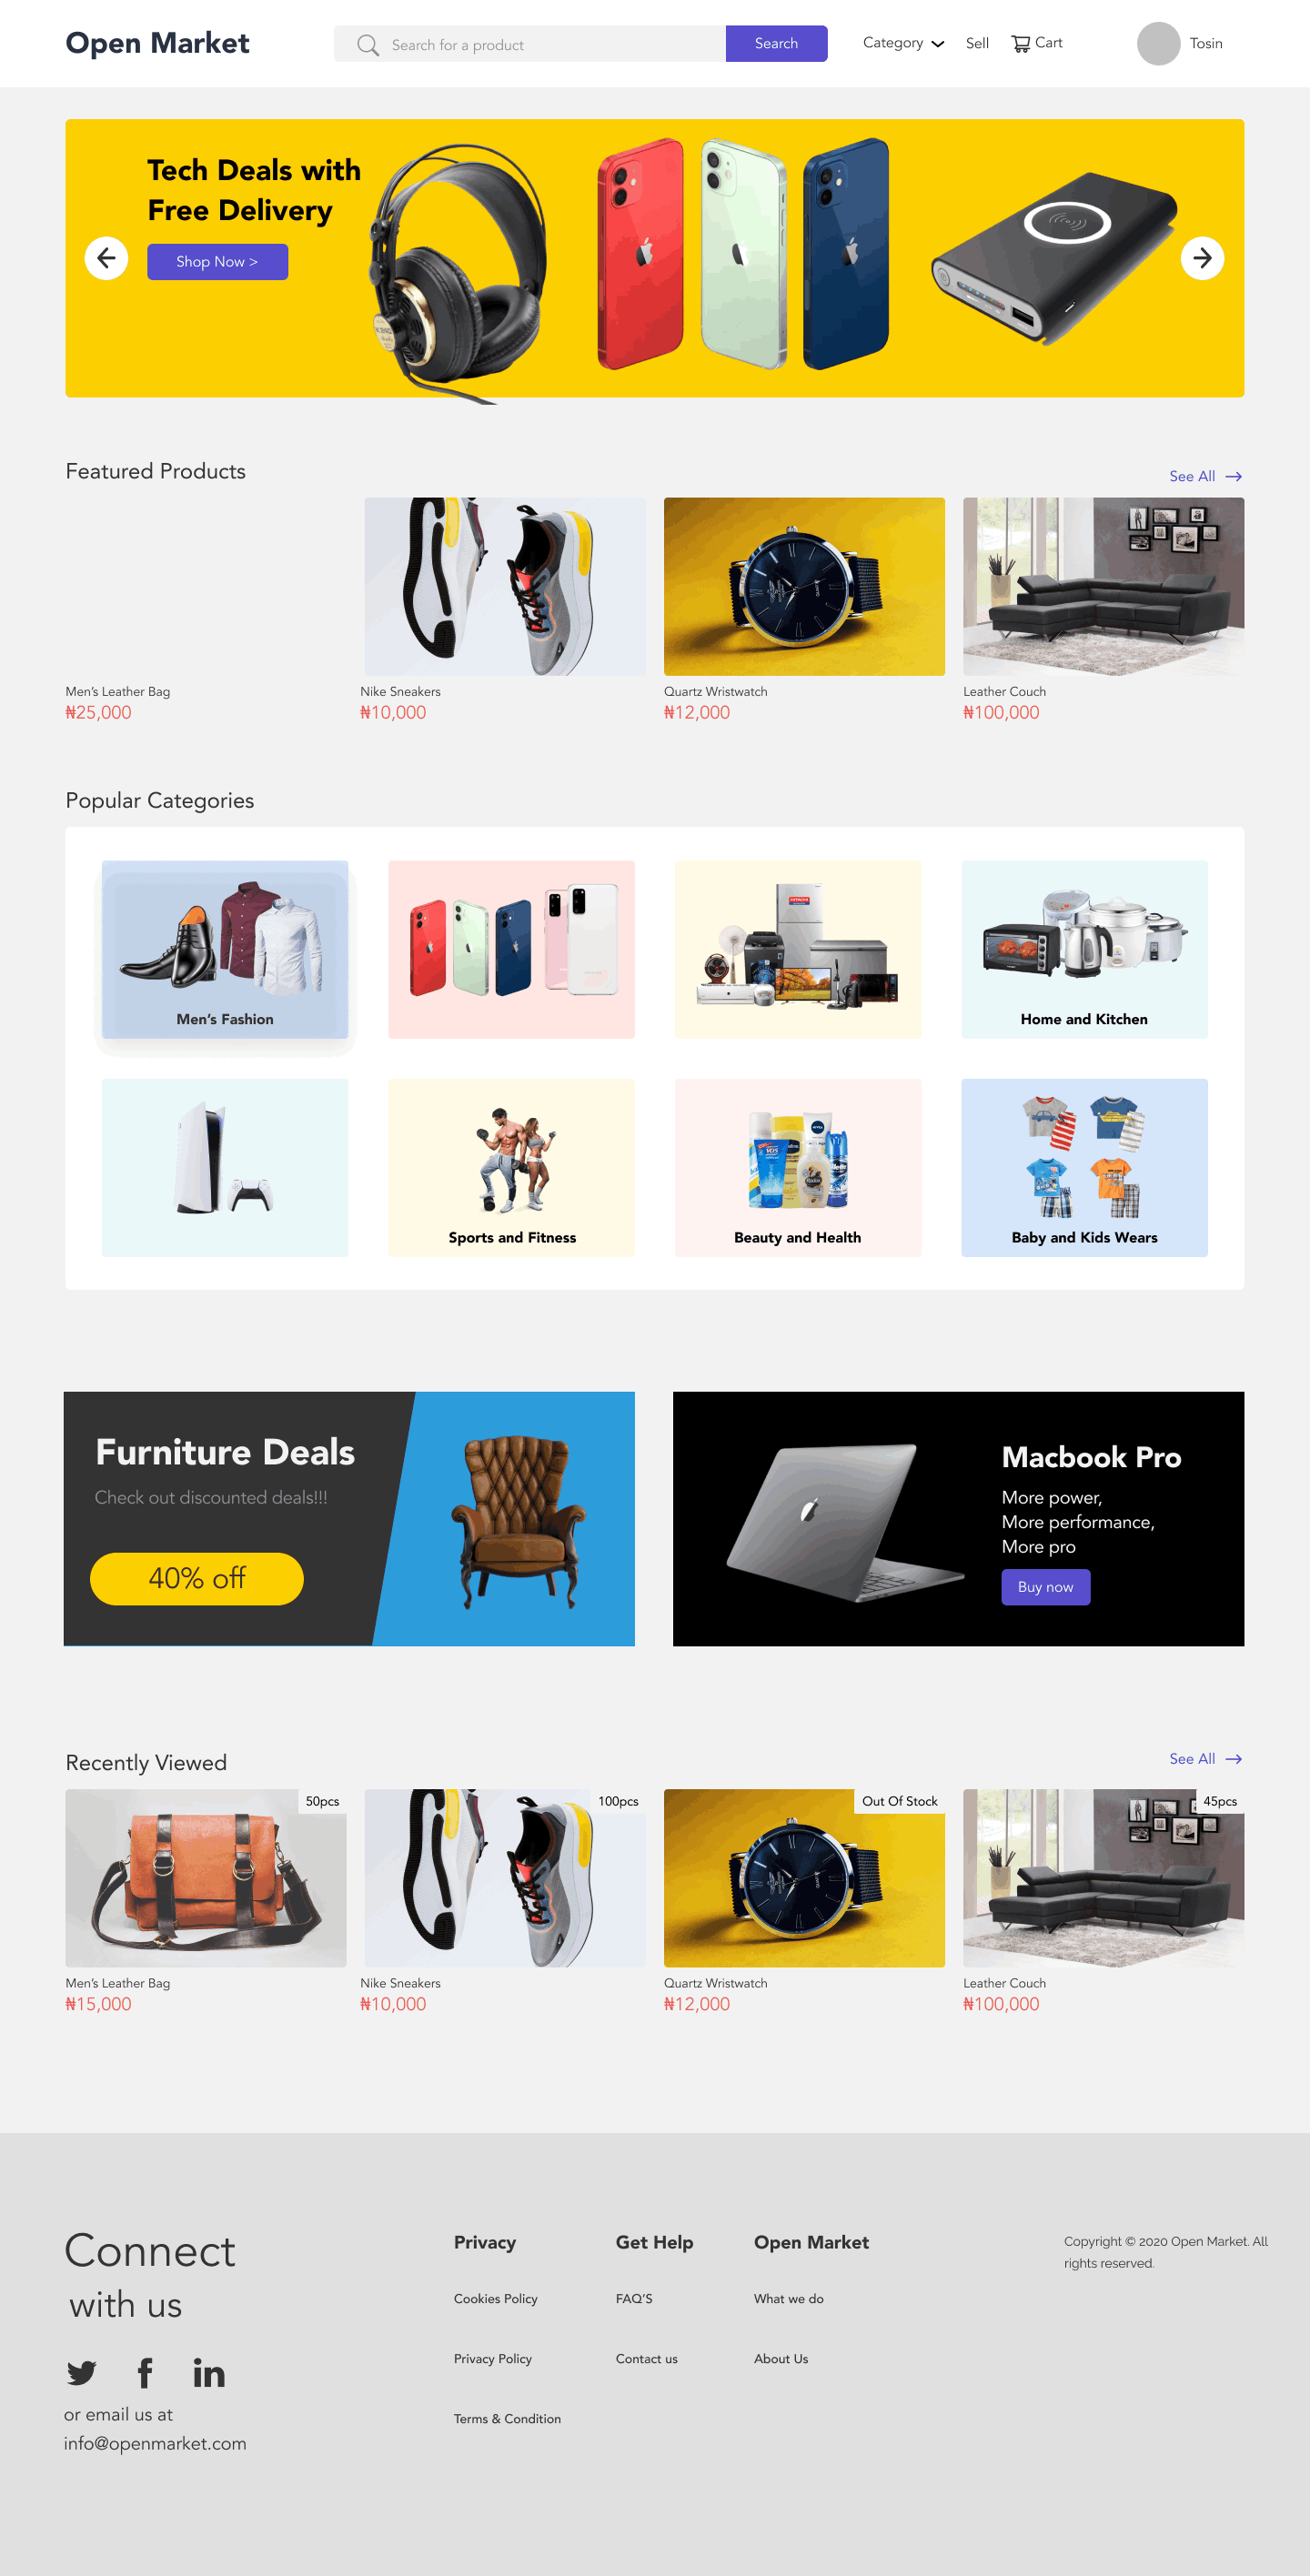 Open Market
Search for a product
Search
Category
Sell
Cart
Tosin
Tech Deals with
Free Delivery
Shop Now >
Featured Products
See All
Men’s Leather Bag
₦25,000
Nike Sneakers
₦10,000
Quartz Wristwatch
₦12,000
Leather Couch
₦100,000
Popular Categories
HITACHI
Men’s Fashion
Home and Kitchen
Sports and Fitness
Beauty and Health
Baby and Kids Wears
Furniture Deals
Check out discounted deals!!!
40% off
Macbook Pro
More power,
More performance,
More pro
Buy now
Recently Viewed
See All
50pcs
100pcs
Out Of Stock
45pcs
Men’s Leather Bag
₦15,000
Nike Sneakers
₦10,000
Quartz Wristwatch
₦12,000
Leather Couch
₦100,000
Connect
with us
or email us at
info@openmarket.com
Privacy
Cookies Policy
Privacy Policy
Terms & Condition
Get Help
FAQ’S
Contact us
Open Market
What we do
About Us
Copyright © 2020 Open Market. All
rights reserved.